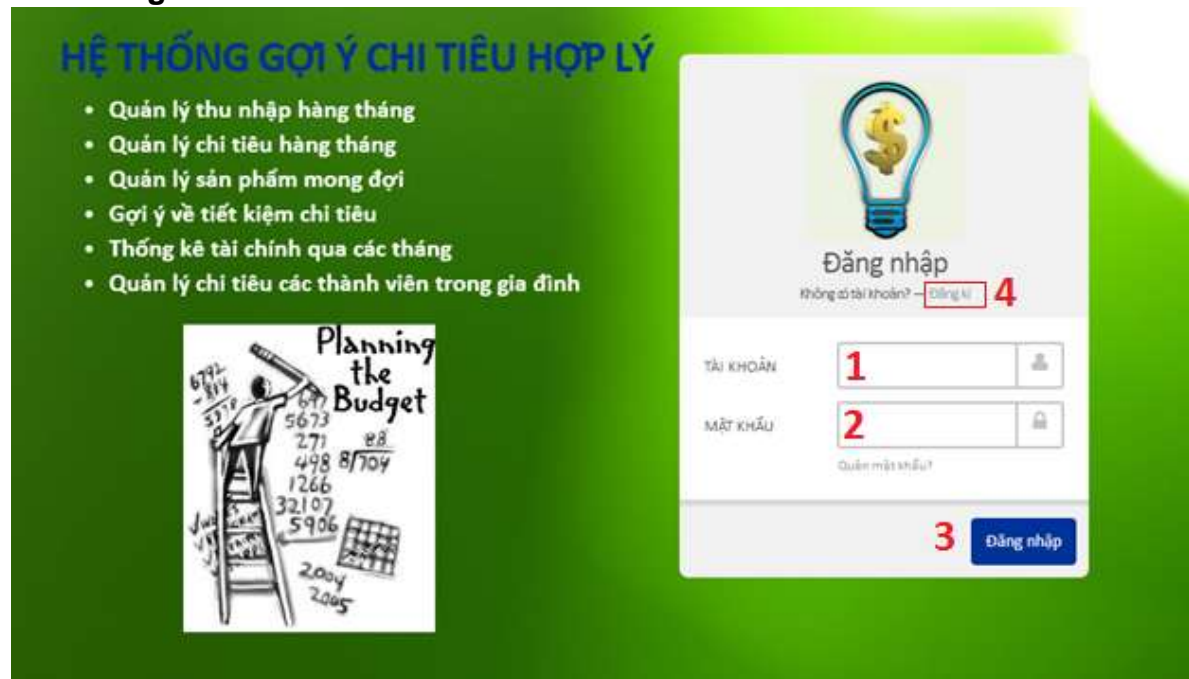 HỆ THỐNG GỢI Ý CHI TIÊU HỢP LÝ
• Quản lý thu nhập hàng tháng
• Quản lý chi tiêu hàng tháng
• Quản lý sản phẩm mong đợi
• Gợi ý về tiết kiệm chi tiêu
• Thống kê tài chính qua các tháng
• Quản lý chi tiêu các thành viên trong gia đình
Planning
the
Budget
6792
- 814
697
5673
271
498
1266
32107
5906
88
8/704
2004
2005
$
Đăng nhập
Không có tài khoản? — Đăng kí
4
TÀI KHOẢN
1
MẬT KHẨU
2
Quên mật khẩu?
3
Đăng nhập